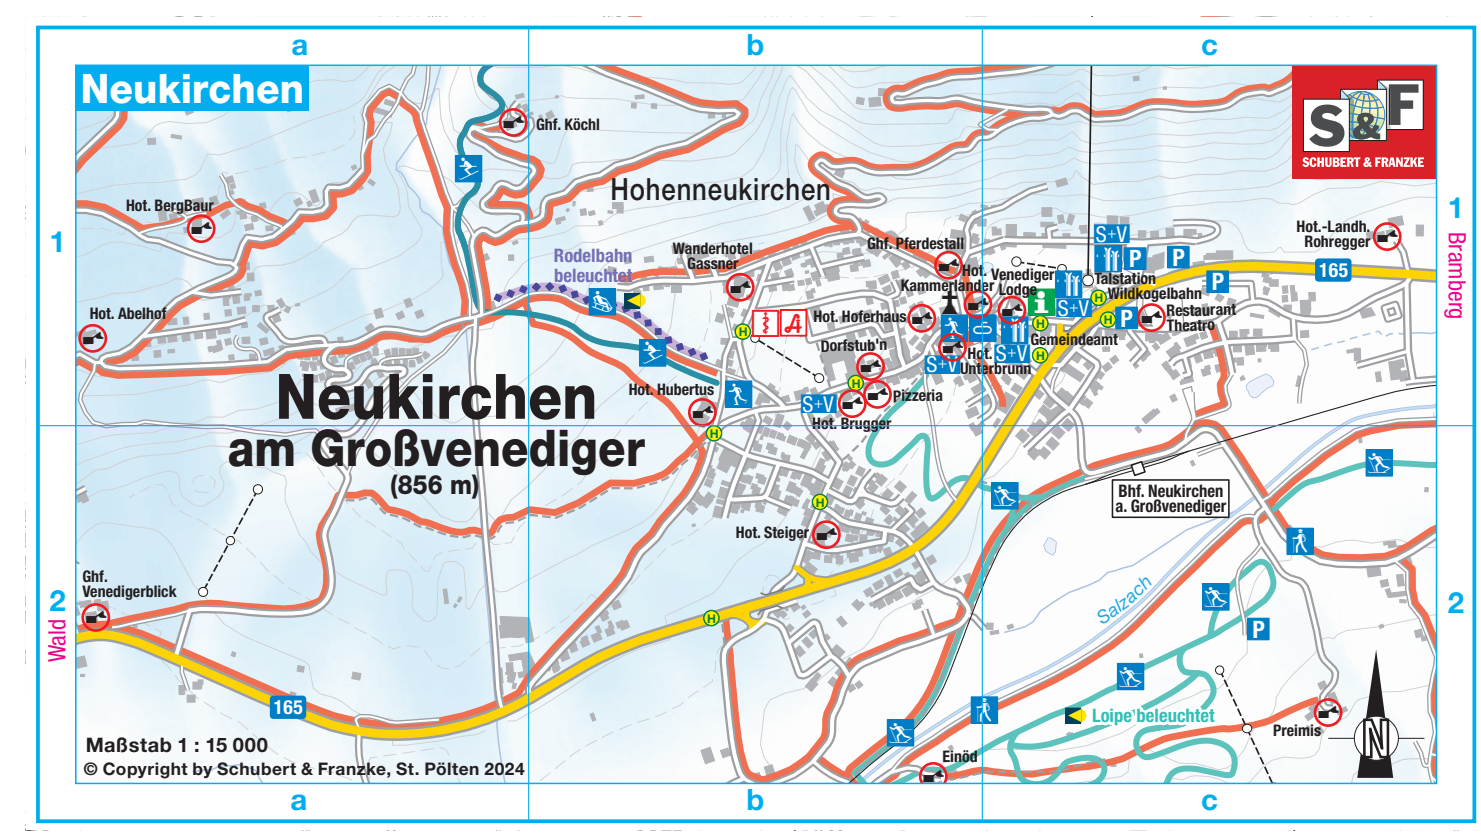 a
b
c
Neukirchen
S&F
SCHUBERT & FRANZKE
Ghf. Köchl
Hohenneukirchen
Hot. BergBaur
1
1
Bramberg
Hot.-Landh.
Rohregger
165
Ghf. Pferdestall
Wanderhotel
Gassner
Rodelbahn
beleuchtet
S+V
P
P
P
Hot.
Kammerlander
Venediger
Lodge
i
S+V
Talstation
Wildkogelbahn
H
Hot. Abelhof
Hot. Hoferhaus
H
A
H
H
P
Restaurant
Theatro
Gemeindeamt
Dorfstub'n
Hot.
Unterbrunn
S+V
S+V
H
H
Neukirchen
am Großvenediger
(856 m)
Hot. Hubertus
S+V
Pizzeria
Hot. Brugger
H
Bhf. Neukirchen
a. Großvenediger
H
Hot. Steiger
Ghf.
Venedigerblick
2
2
Wald
Salzach
H
P
165
Loipe beleuchtet
Preimis
Einöd
N
Maßstab 1 : 15 000
© Copyright by Schubert & Franzke, St. Pölten 2024
a
b
c